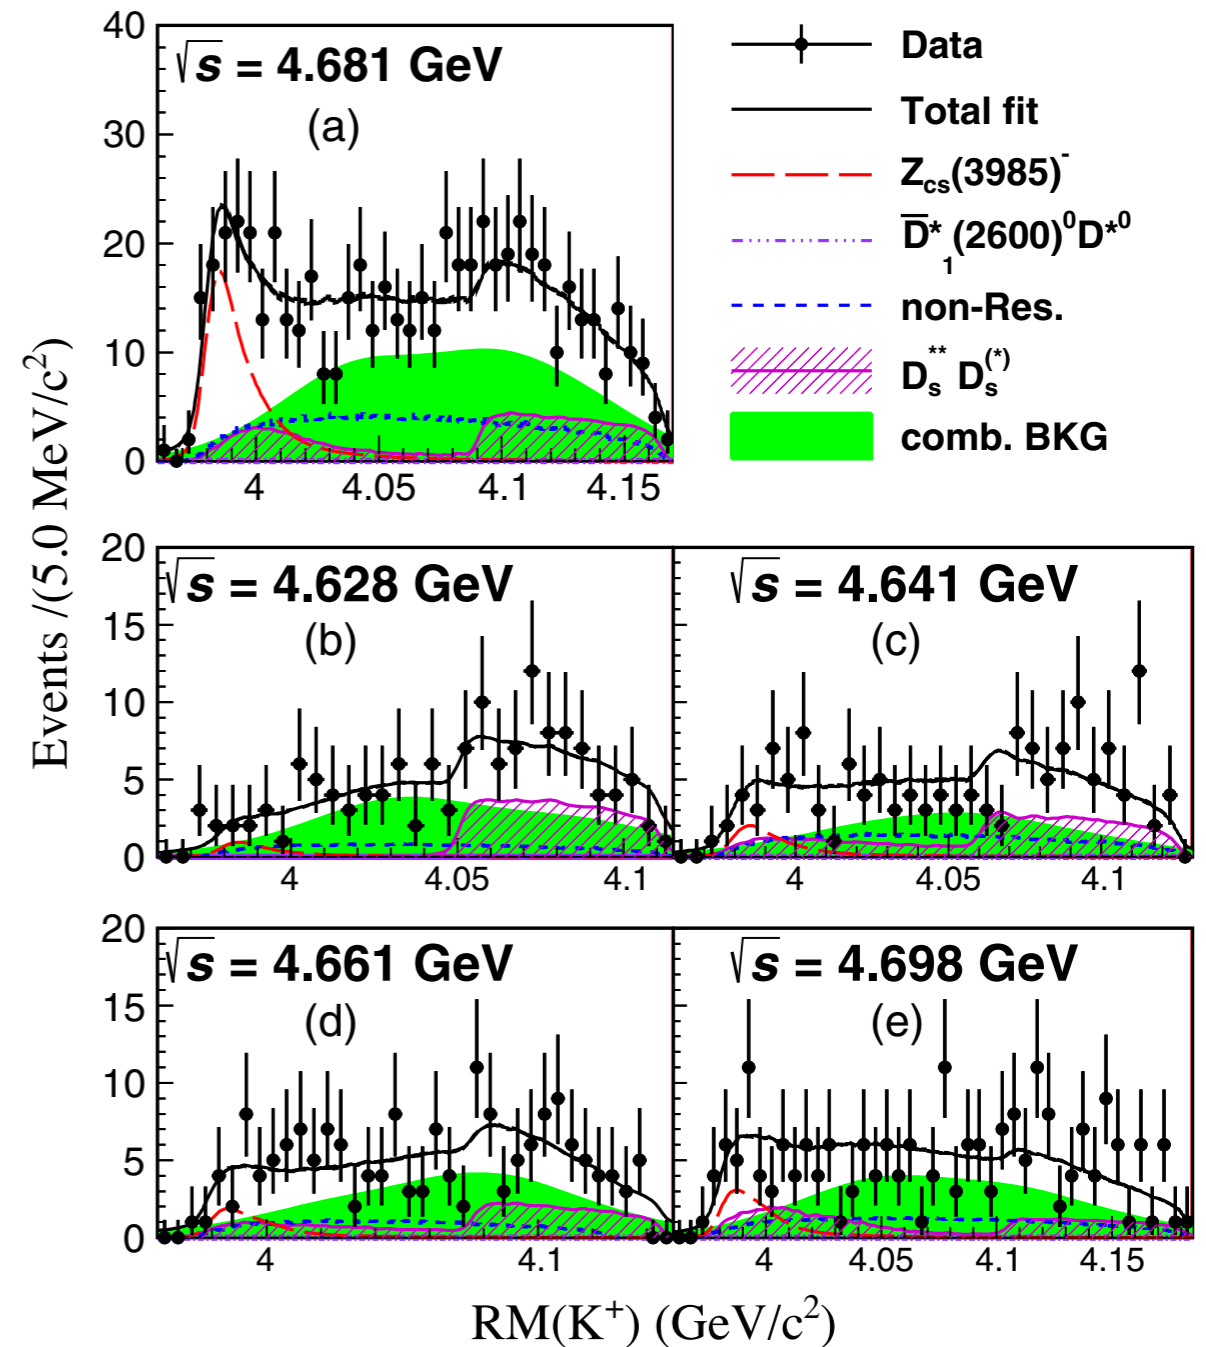 Events /(5.0 MeV/c²)
40
30
20
10
0
√s = 4.681 GeV
(a)
4 4.05 4.1 4.15
Data
Total fit
Z_cs(3985)⁻
D̅*₁(2600)⁰D*⁰
non-Res.
D_s** D_s(*)
comb. BKG
20
15
10
5
0
√s = 4.628 GeV
(b)
4 4.05 4.1
√s = 4.641 GeV
(c)
4 4.05 4.1
20
15
10
5
0
√s = 4.661 GeV
(d)
4 4.1
√s = 4.698 GeV
(e)
4 4.05 4.1 4.15
RM(K⁺) (GeV/c²)